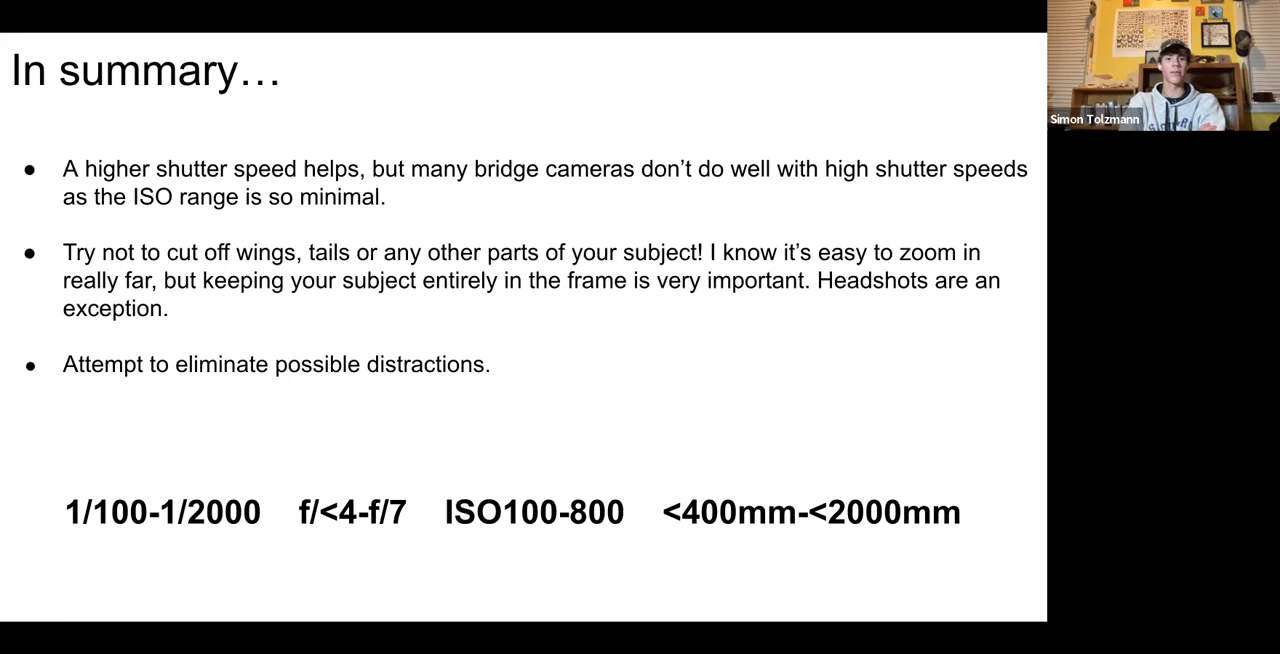 In summary…
● A higher shutter speed helps, but many bridge cameras don’t do well with high shutter speeds
as the ISO range is so minimal.
● Try not to cut off wings, tails or any other parts of your subject! I know it’s easy to zoom in
really far, but keeping your subject entirely in the frame is very important. Headshots are an
exception.
● Attempt to eliminate possible distractions.
1/100-1/2000 f/<4-f/7 ISO100-800 <400mm-<2000mm
Simon Tolzmann